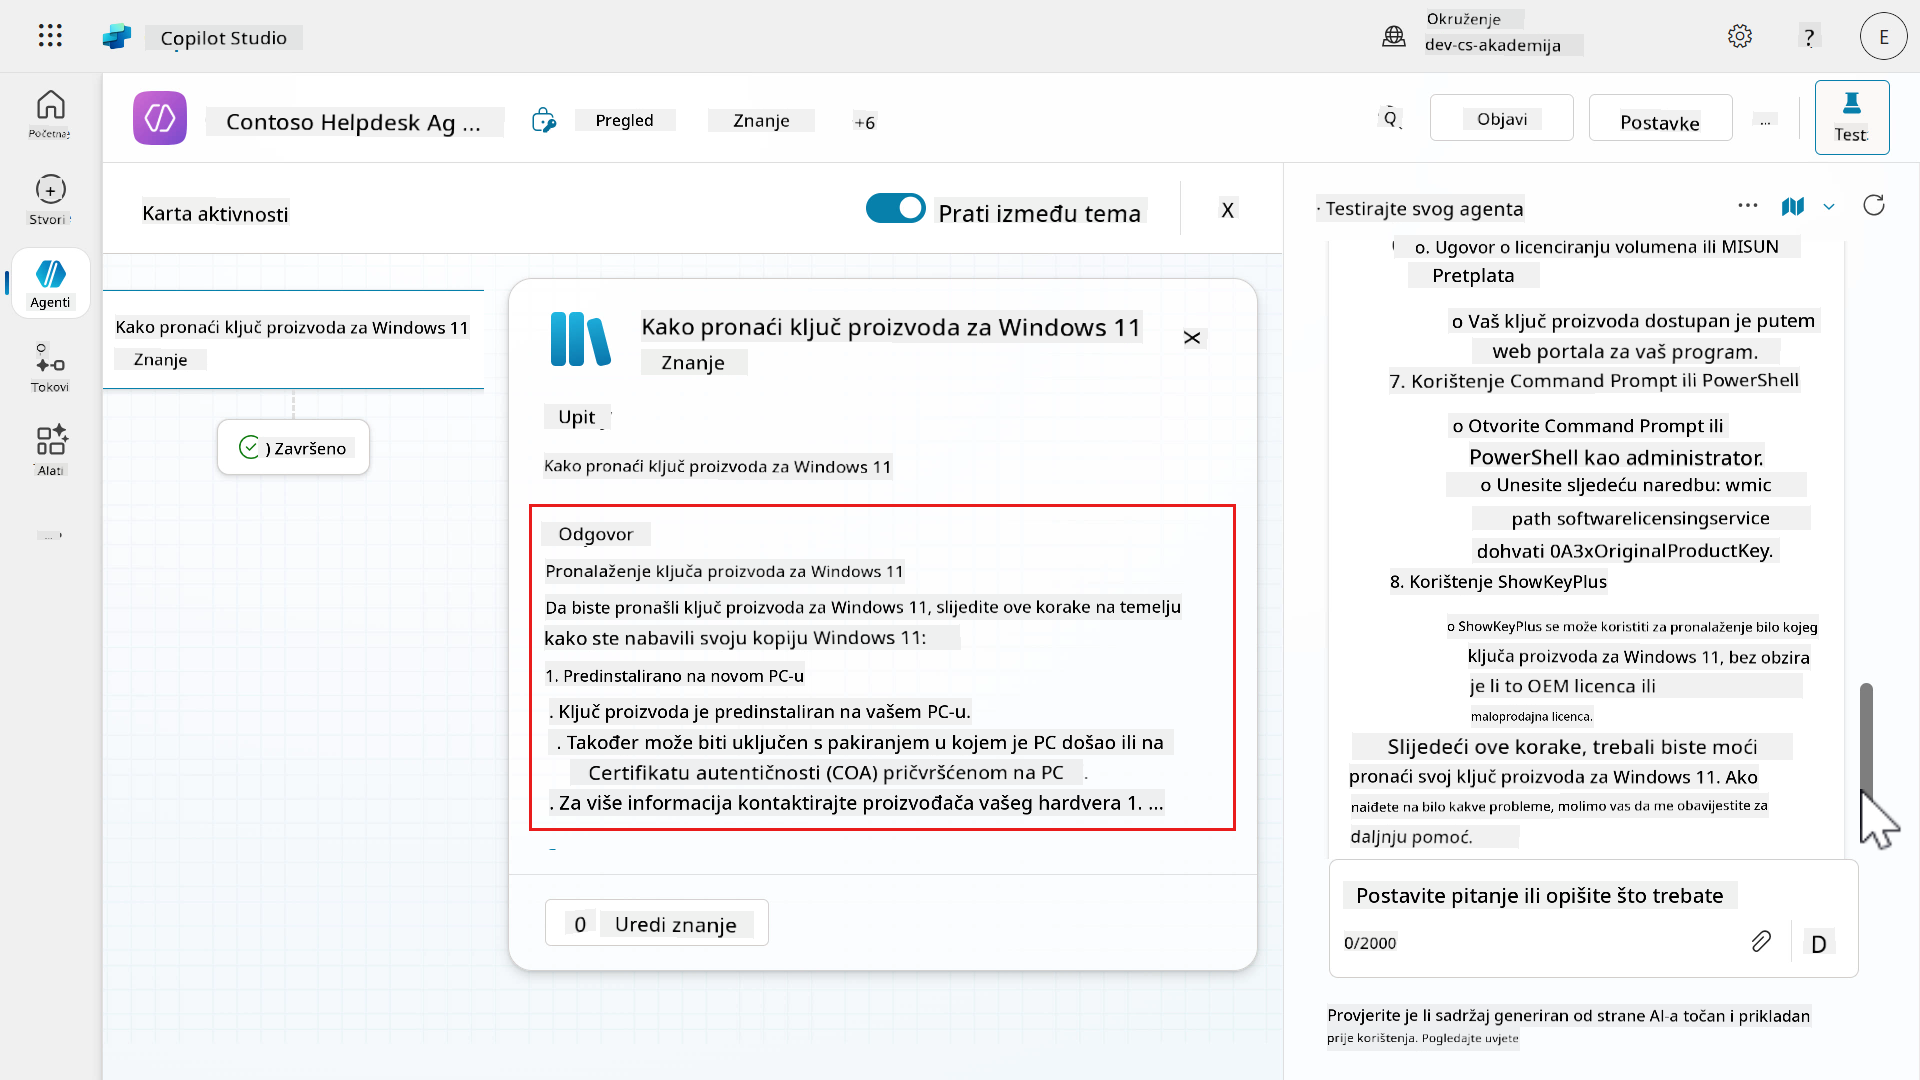 Copilot Studio
Okruženje
dev-cs-akademija
?
E
Početnaj
Stvori
Agenti
Tokovi
Alati
...
Contoso Helpdesk Ag ...
Pregled
Znanje
+6
Objavi
Postavke
...
Test
Karta aktivnosti
Prati između tema
X
Kako pronaći ključ proizvoda za Windows 11
Znanje
) Završeno
Kako pronaći ključ proizvoda za Windows 11
Znanje
Upit
Kako pronaći ključ proizvoda za Windows 11
Odgovor
Pronalaženje ključa proizvoda za Windows 11
Da biste pronašli ključ proizvoda za Windows 11, slijedite ove korake na temelju
kako ste nabavili svoju kopiju Windows 11:
1. Predinstalirano na novom PC-u
. Ključ proizvoda je predinstaliran na vašem PC-u.
. Također može biti uključen s pakiranjem u kojem je PC došao ili na
Certifikatu autentičnosti (COA) pričvršćenom na PC .
. Za više informacija kontaktirajte proizvođača vašeg hardvera 1. ...
0 Uredi znanje
· Testirajte svog agenta
o. Ugovor o licenciranju volumena ili MISUN
Pretplata
o Vaš ključ proizvoda dostupan je putem
web portala za vaš program.
7. Korištenje Command Prompt ili PowerShell
o Otvorite Command Prompt ili
PowerShell kao administrator.
o Unesite sljedeću naredbu: wmic
path softwarelicensingservice
dohvati 0A3xOriginalProductKey.
8. Korištenje ShowKeyPlus
o ShowKeyPlus se može koristiti za pronalaženje bilo kojeg
ključa proizvoda za Windows 11, bez obzira
je li to OEM licenca ili
maloprodajna licenca.
Slijedeći ove korake, trebali biste moći
pronaći svoj ključ proizvoda za Windows 11. Ako
naiđete na bilo kakve probleme, molimo vas da me obavijestite za
daljnju pomoć.
Postavite pitanje ili opišite što trebate
0/2000
D
Provjerite je li sadržaj generiran od strane AI-a točan i prikladan
prije korištenja. Pogledajte uvjete